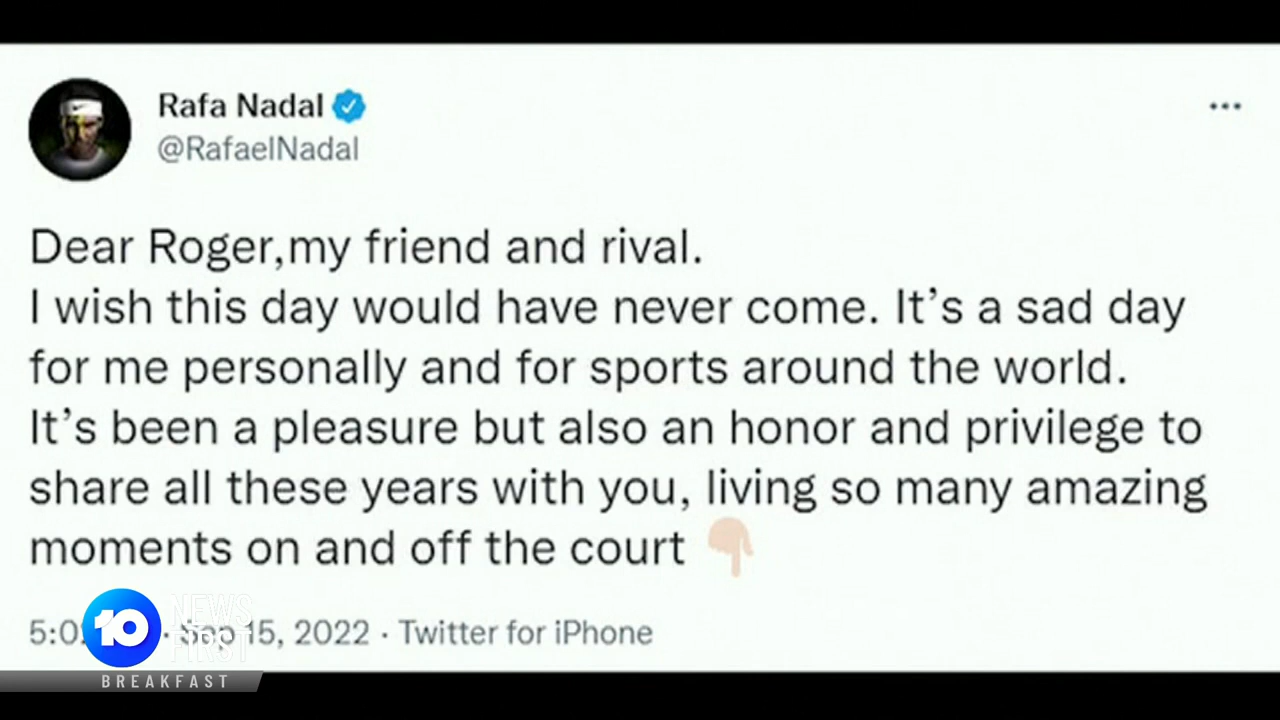 Rafa Nadal
@RafaelNadal
Dear Roger,my friend and rival.
I wish this day would have never come. It’s a sad day
for me personally and for sports around the world.
It’s been a pleasure but also an honor and privilege to
share all these years with you, living so many amazing
moments on and off the court
5:0 · Sep 15, 2022 · Twitter for iPhone
10 NEWS
FIRST
BREAKFAST